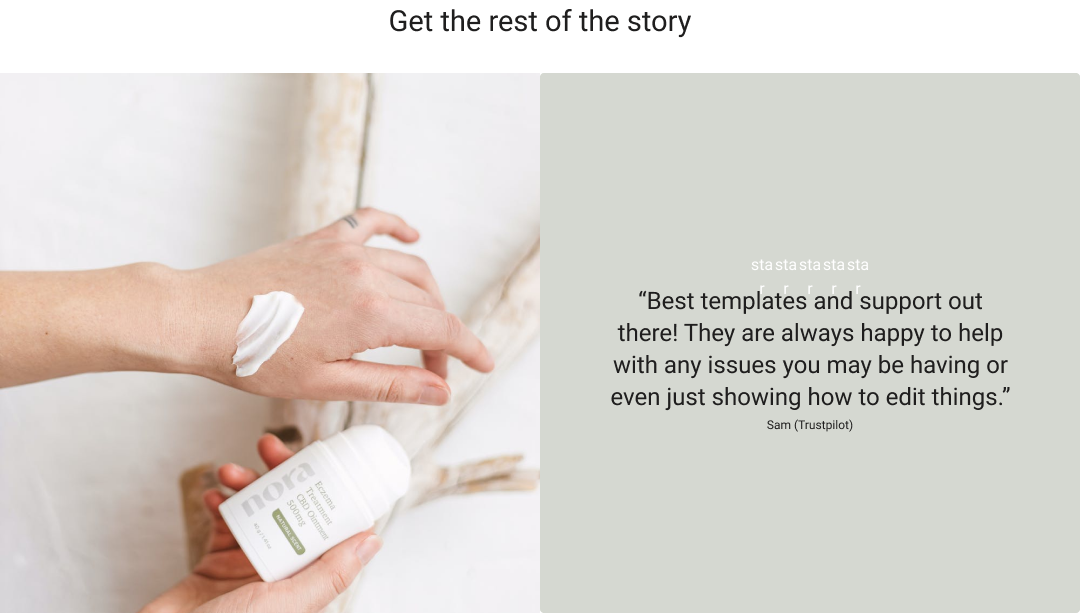 Get the rest of the story
sta sta sta sta sta
r r r r r
“Best templates and support out
there! They are always happy to help
with any issues you may be having or
even just showing how to edit things.”
Sam (Trustpilot)
nora
Eczema
Treatment
CBD Ointment
500mg
NATURAL SCENT